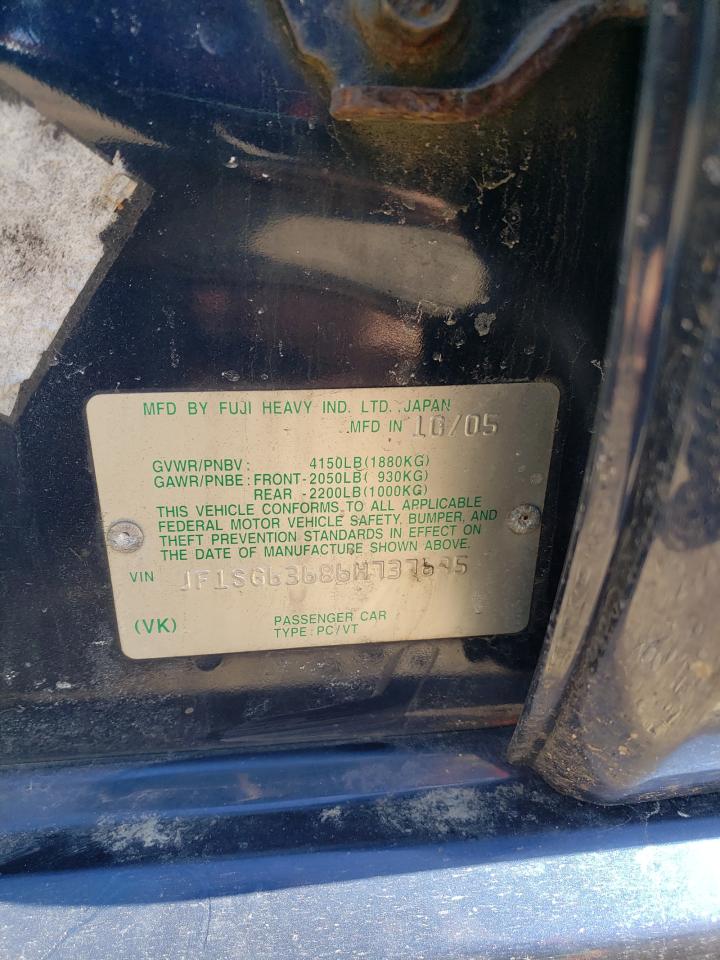 MFD BY FUJI HEAVY IND. LTD. JAPAN
MFD IN 10/05
GVWR/PNBV: 4150LB(1880KG)
GAWR/PNBE: FRONT-2050LB( 930KG)
REAR -2200LB(1000KG)
THIS VEHICLE CONFORMS TO ALL APPLICABLE
FEDERAL MOTOR VEHICLE SAFETY, BUMPER, AND
THEFT PREVENTION STANDARDS IN EFFECT ON
THE DATE OF MANUFACTURE SHOWN ABOVE.
VIN JF1SG63686H737695
(VK) PASSENGER CAR
TYPE: PC/VT